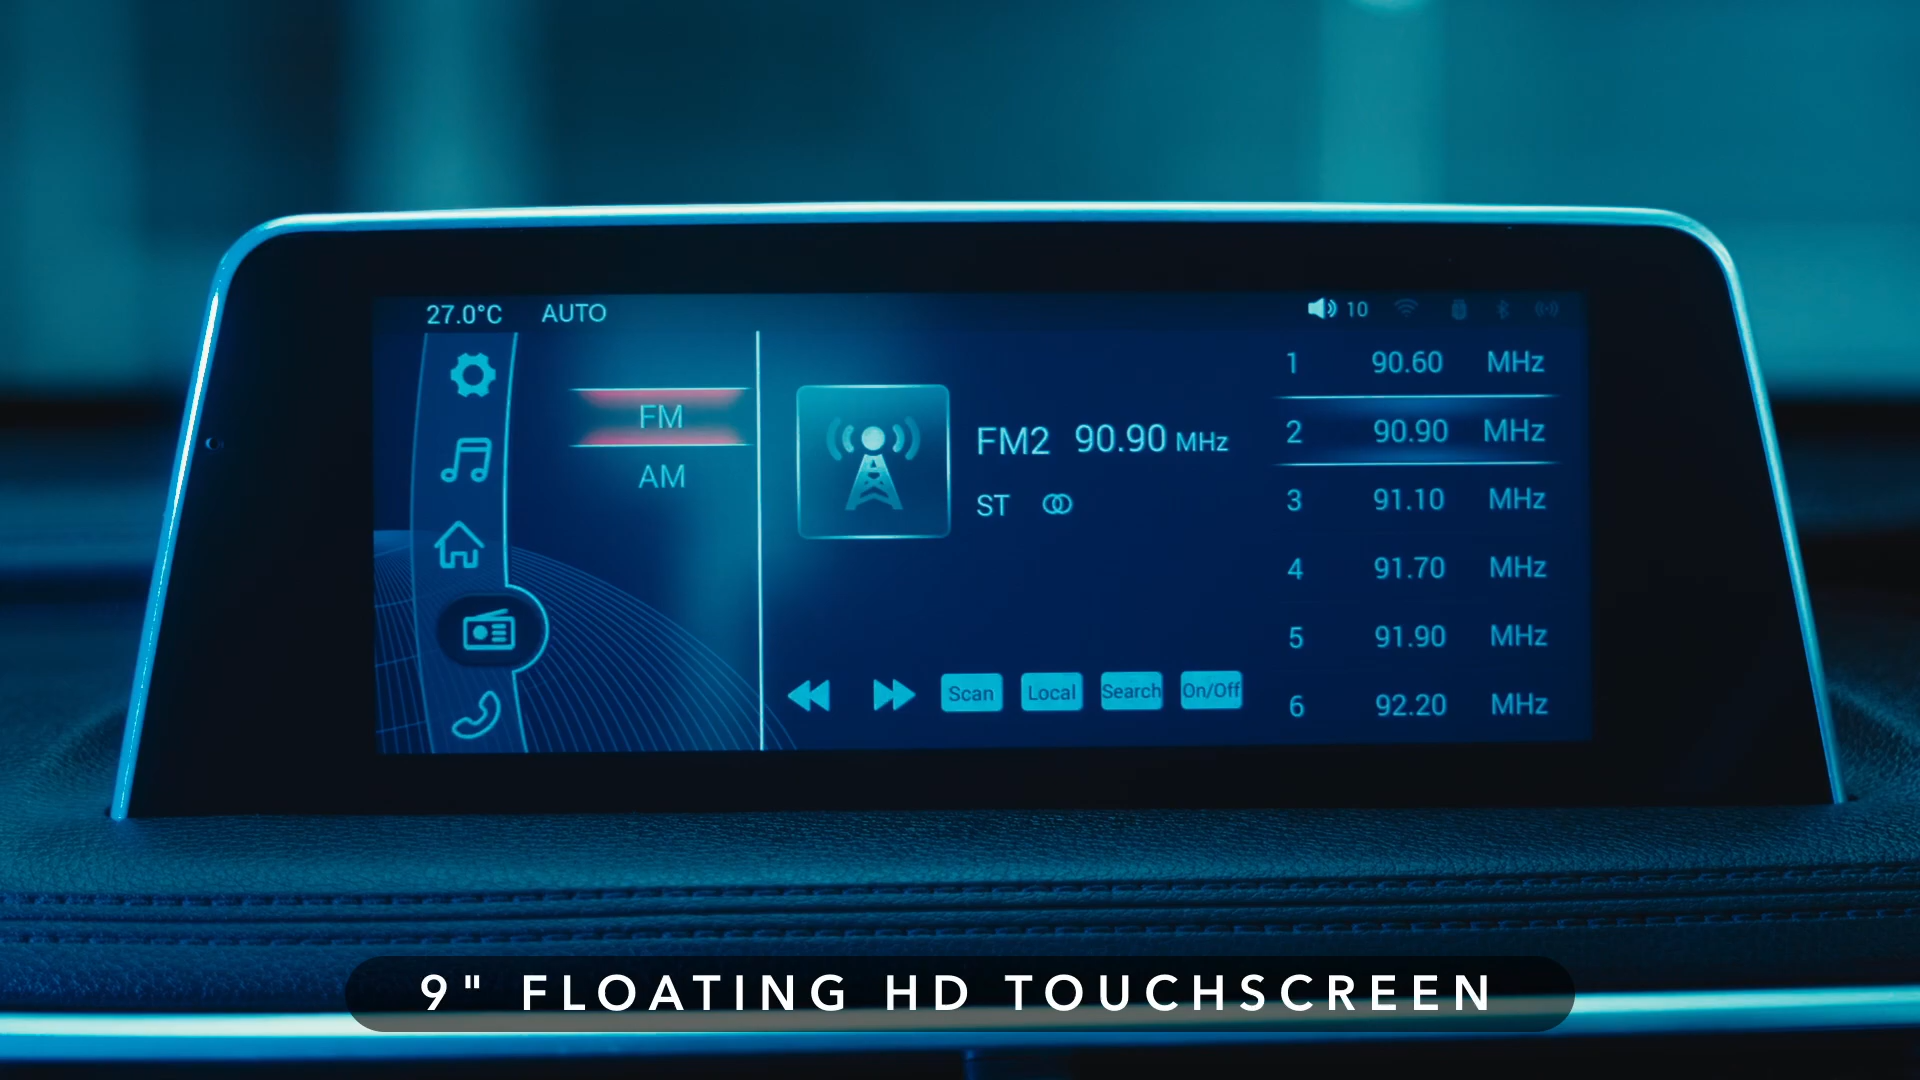 27.0°C AUTO
10
FM
AM
FM2 90.90 MHz
ST
Scan Local Search On/Off
1 90.60 MHz
2 90.90 MHz
3 91.10 MHz
4 91.70 MHz
5 91.90 MHz
6 92.20 MHz
9" FLOATING HD TOUCHSCREEN